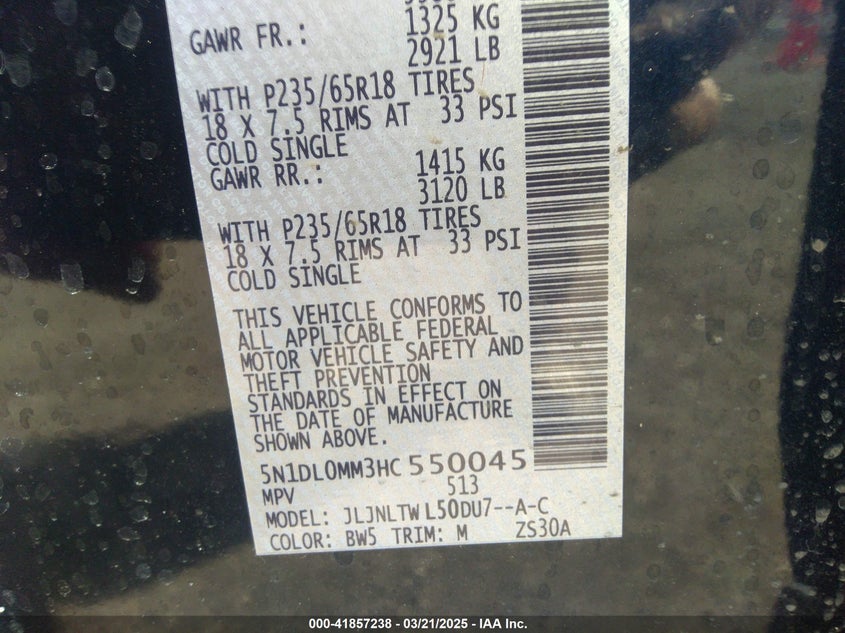 GAWR FR.: 1325 KG
2921 LB
WITH P235/65R18 TIRES
18 X 7.5 RIMS AT 33 PSI
COLD SINGLE
GAWR RR.: 1415 KG
3120 LB
WITH P235/65R18 TIRES
18 X 7.5 RIMS AT 33 PSI
COLD SINGLE
THIS VEHICLE CONFORMS TO
ALL APPLICABLE FEDERAL
MOTOR VEHICLE SAFETY AND
THEFT PREVENTION
STANDARDS IN EFFECT ON
THE DATE OF MANUFACTURE
SHOWN ABOVE.
5N1DL0MM3HC550045
MPV 513
MODEL: JLJNLTWL50DU7--A-C
COLOR: BW5 TRIM: M ZS30A
000-41857238 - 03/21/2025 - IAA Inc.